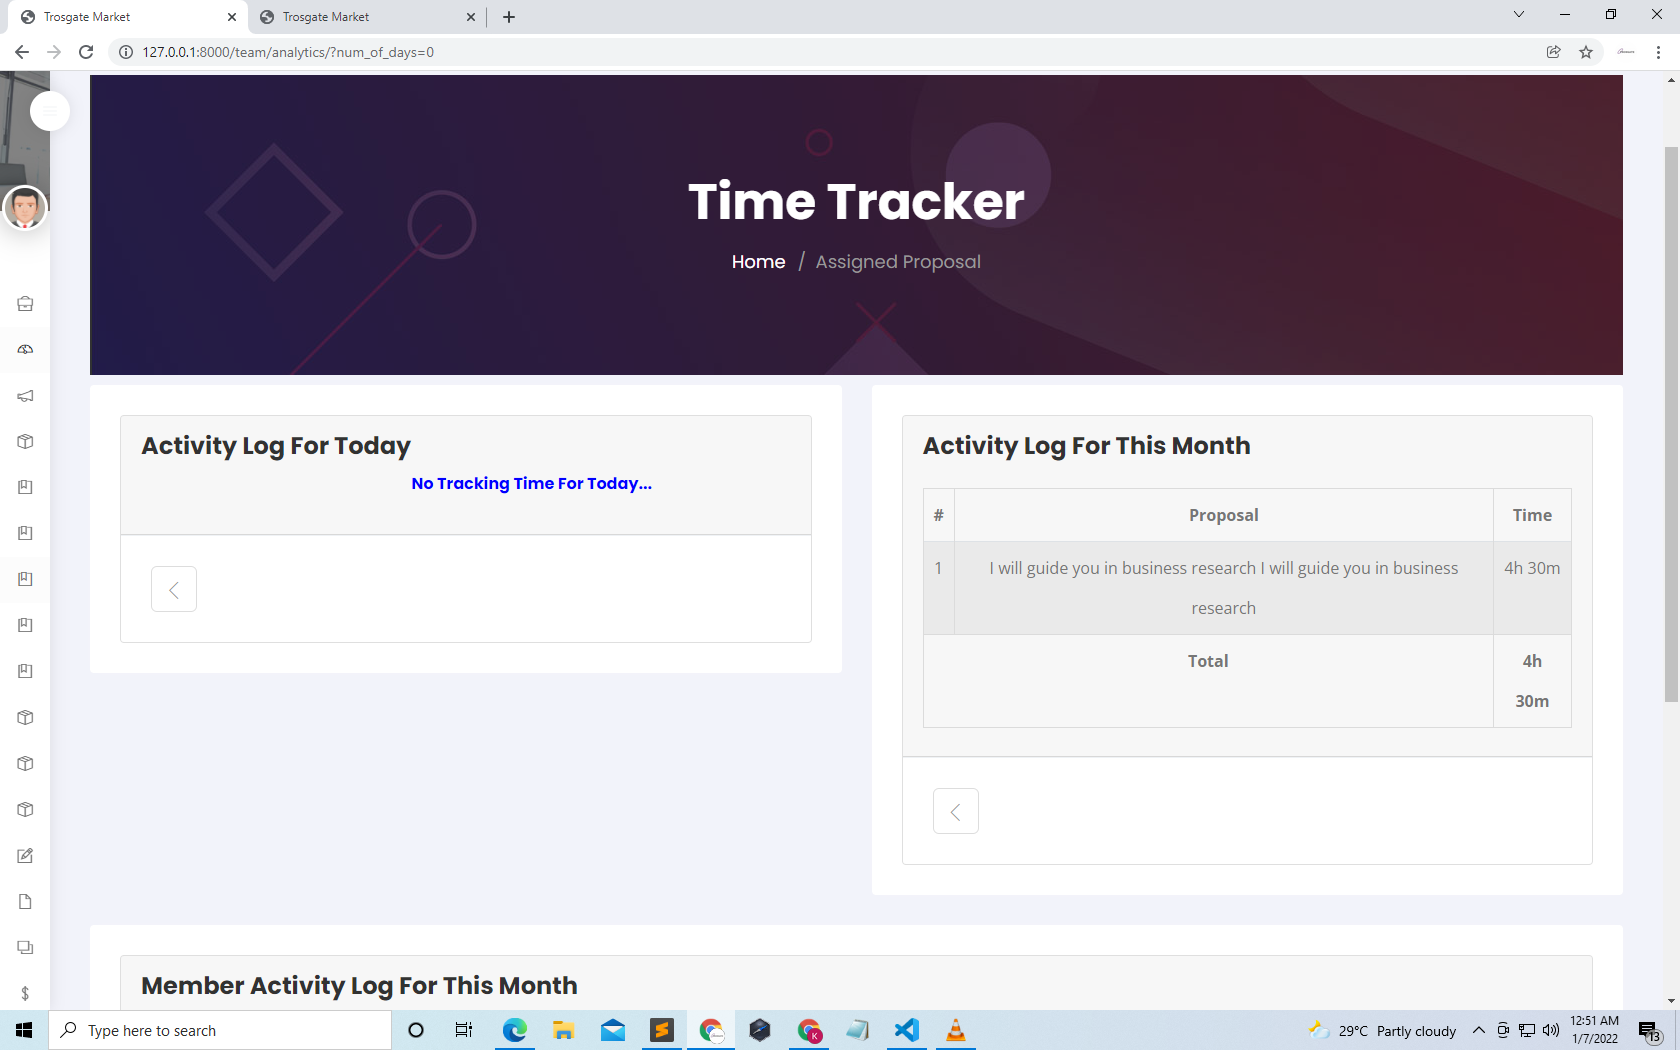 Trosgate Market
Trosgate Market
127.0.0.1:8000/team/analytics/?num_of_days=0
Time Tracker
Home / Assigned Proposal
Activity Log For Today
No Tracking Time For Today...
Activity Log For This Month
# Proposal Time
1 I will guide you in business research I will guide you in business 4h 30m
research
Total 4h
30m
Member Activity Log For This Month
Type here to search
K
29°C Partly cloudy
12:51 AM
1/7/2022
13